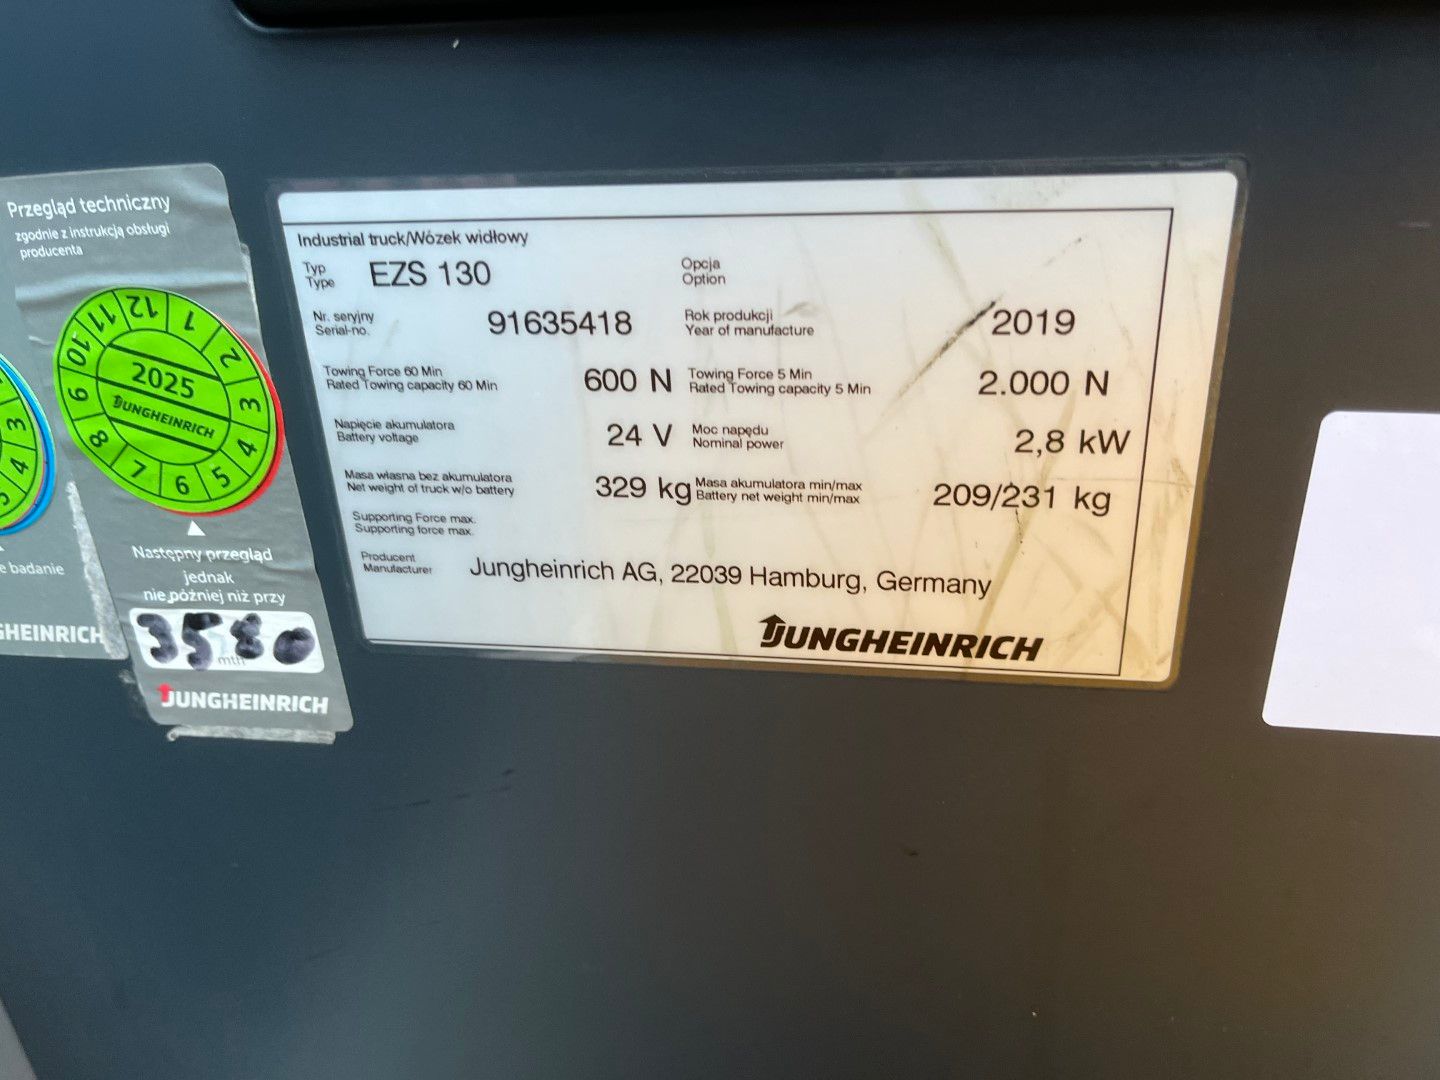 Przegląd techniczny
zgodnie z instrukcją obsługi
producenta
12
1
2
3
4
5
6
7
8
9
10
11
2025
JUNGHEINRICH
Następny przegląd
jednak
nie później niż przy
3580
mth
JUNGHEINRICH
3
4
5
e badanie
GHEINRICH
Industrial truck/Wózek widłowy
Typ
Type
EZS 130
Opcja
Option
Nr. seryjny
Serial-no.
91635418
Rok produkcji
Year of manufacture
2019
Towing Force 60 Min
Rated Towing capacity 60 Min
600 N
Towing Force 5 Min
Rated Towing capacity 5 Min
2.000 N
Napięcie akumulatora
Battery voltage
24 V
Moc napędu
Nominal power
2,8 kW
Masa własna bez akumulatora
Net weight of truck w/o battery
329 kg
Masa akumulatora min/max
Battery net weight min/max
209/231 kg
Supporting Force max.
Supporting force max.
Producent
Manufacturer
Jungheinrich AG, 22039 Hamburg, Germany
JUNGHEINRICH